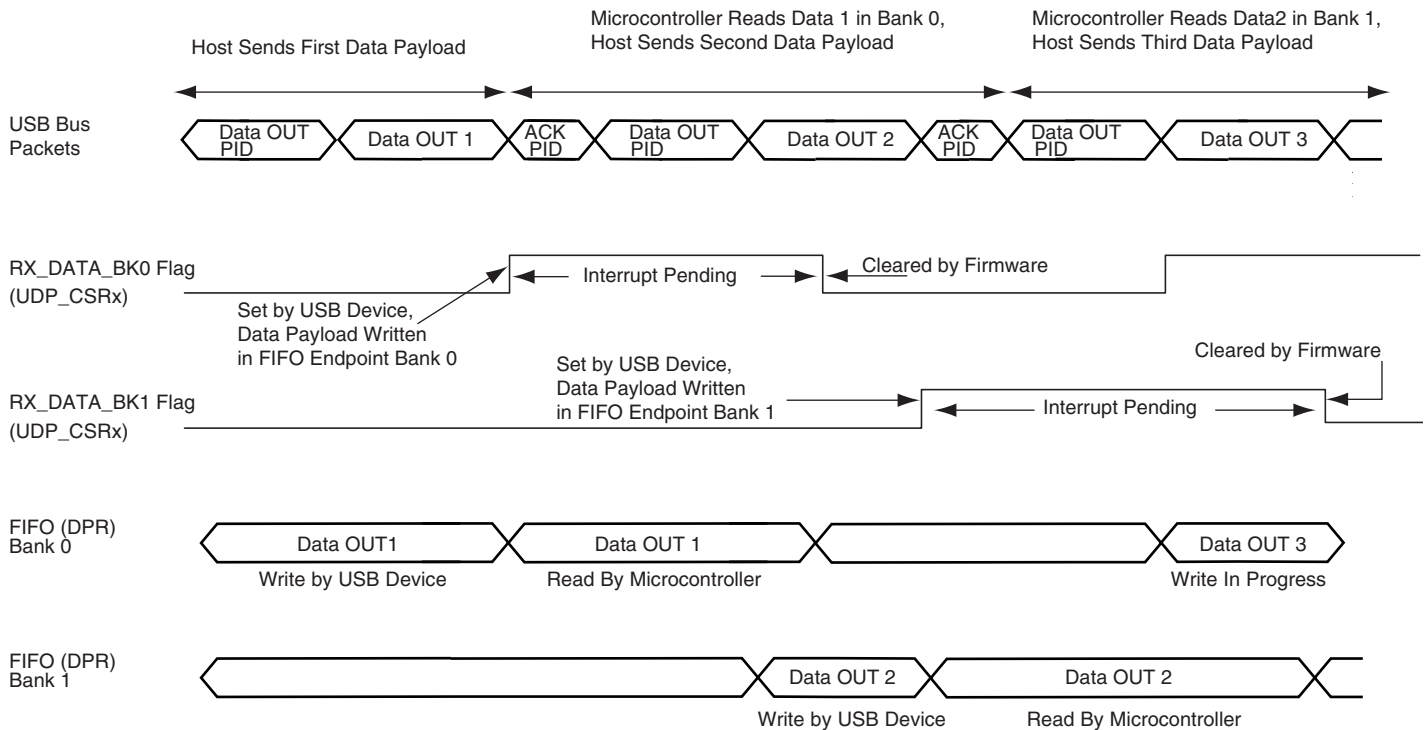 Host Sends First Data Payload
Microcontroller Reads Data 1 in Bank 0,
Host Sends Second Data Payload
Microcontroller Reads Data2 in Bank 1,
Host Sends Third Data Payload
USB Bus
Packets
Data OUT
PID
Data OUT 1
ACK
PID
Data OUT
PID
Data OUT 2
ACK
PID
Data OUT
PID
Data OUT 3
RX_DATA_BK0 Flag
(UDP_CSRx)
Interrupt Pending
Cleared by Firmware
Set by USB Device,
Data Payload Written
in FIFO Endpoint Bank 0
RX_DATA_BK1 Flag
(UDP_CSRx)
Set by USB Device,
Data Payload Written
in FIFO Endpoint Bank 1
Interrupt Pending
Cleared by Firmware
FIFO (DPR)
Bank 0
Data OUT1
Data OUT 1
Data OUT 3
Write by USB Device
Read By Microcontroller
Write In Progress
FIFO (DPR)
Bank 1
Data OUT 2
Data OUT 2
Write by USB Device
Read By Microcontroller